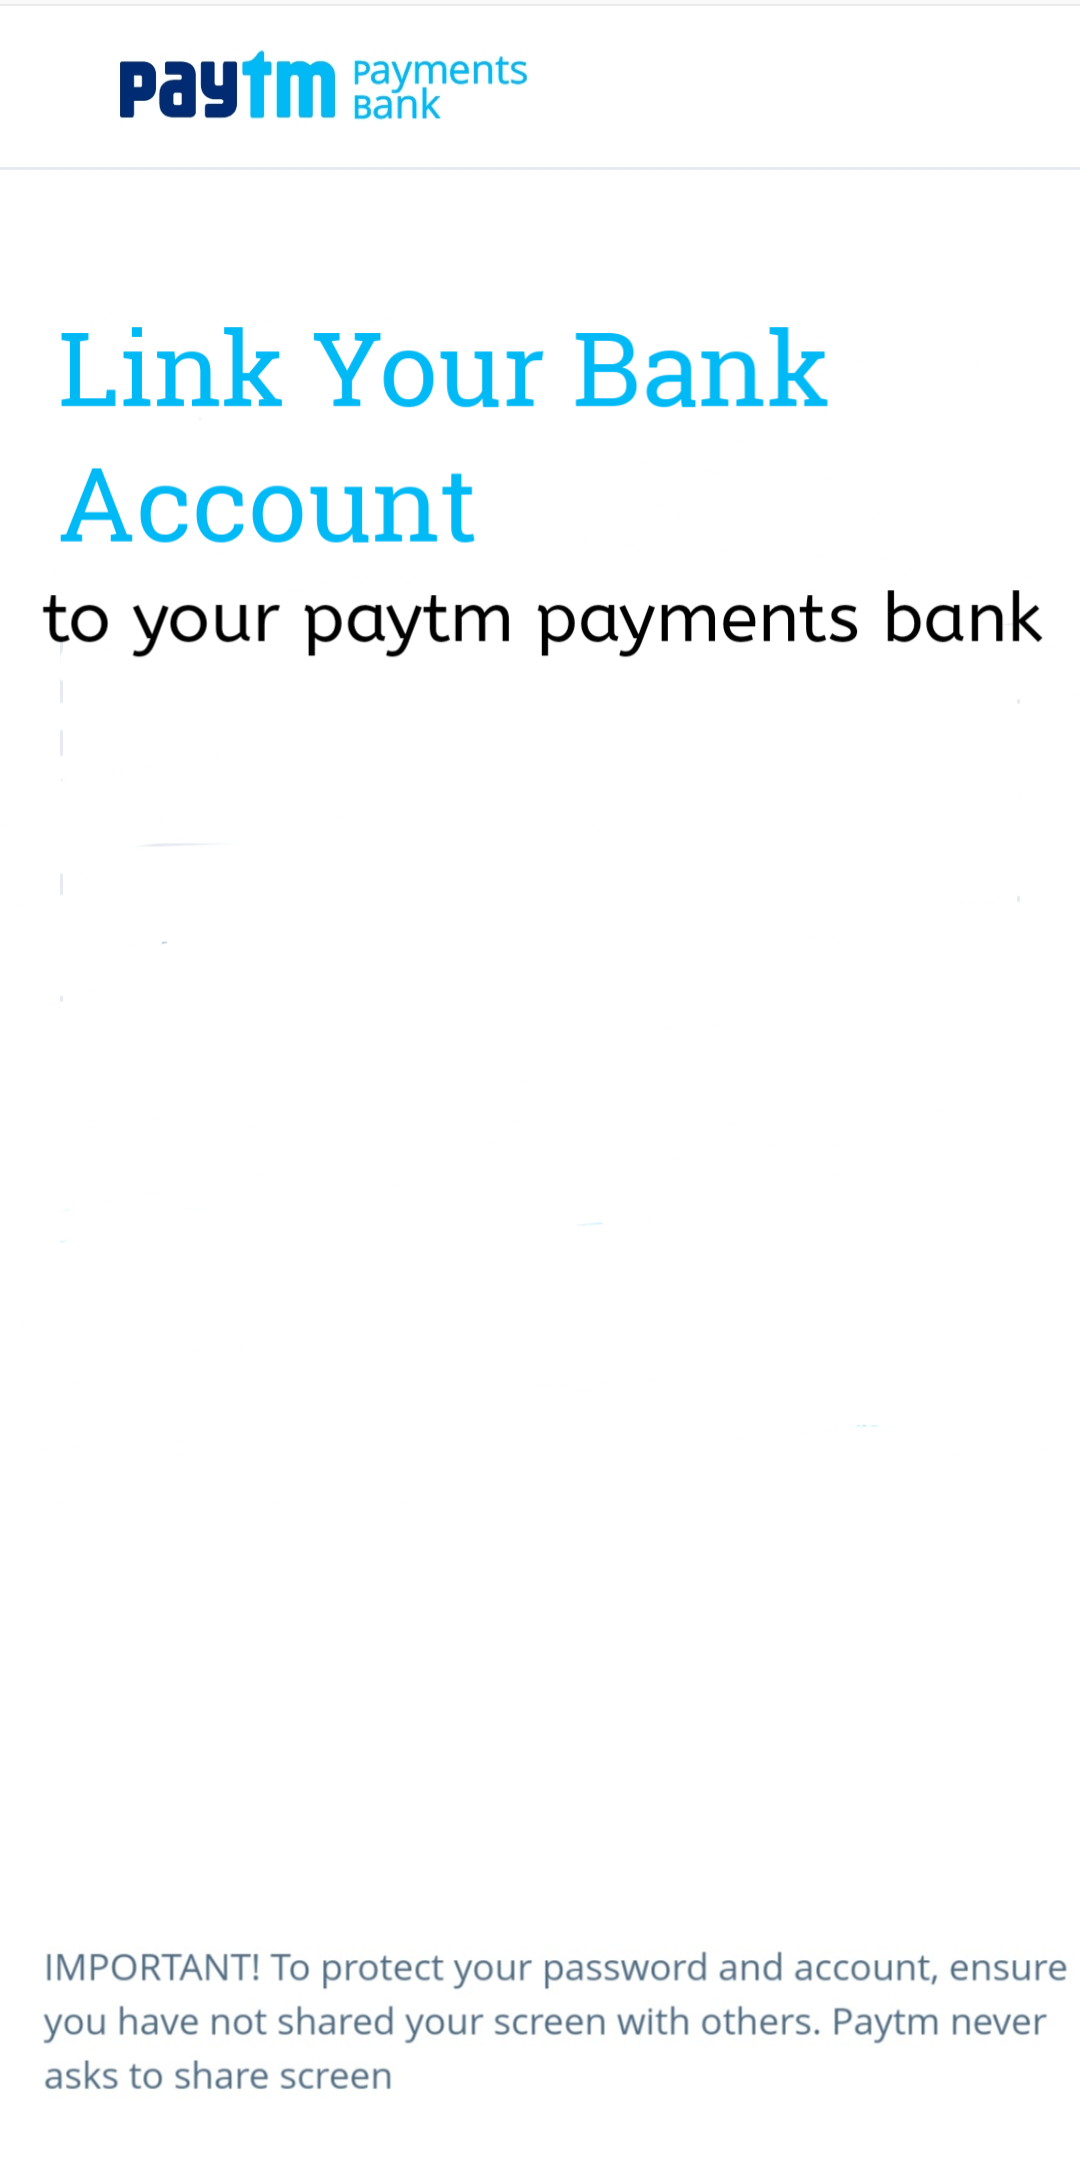 paytm Payments
Bank
Link Your Bank
Account
to your paytm payments bank
IMPORTANT! To protect your password and account, ensure
you have not shared your screen with others. Paytm never
asks to share screen